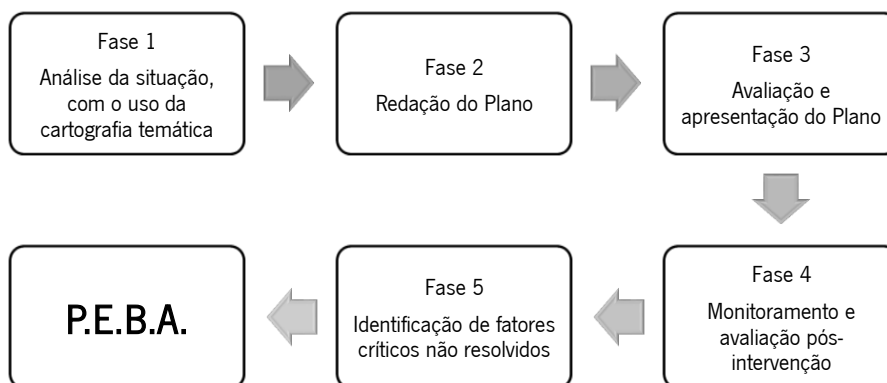 Fase 1
Análise da situação,
com o uso da
cartografia temática
Fase 2
Redação do Plano
Fase 3
Avaliação e
apresentação do Plano
Fase 4
Monitoramento e
avaliação pós-
intervenção
Fase 5
Identificação de fatores
críticos não resolvidos
P.E.B.A.